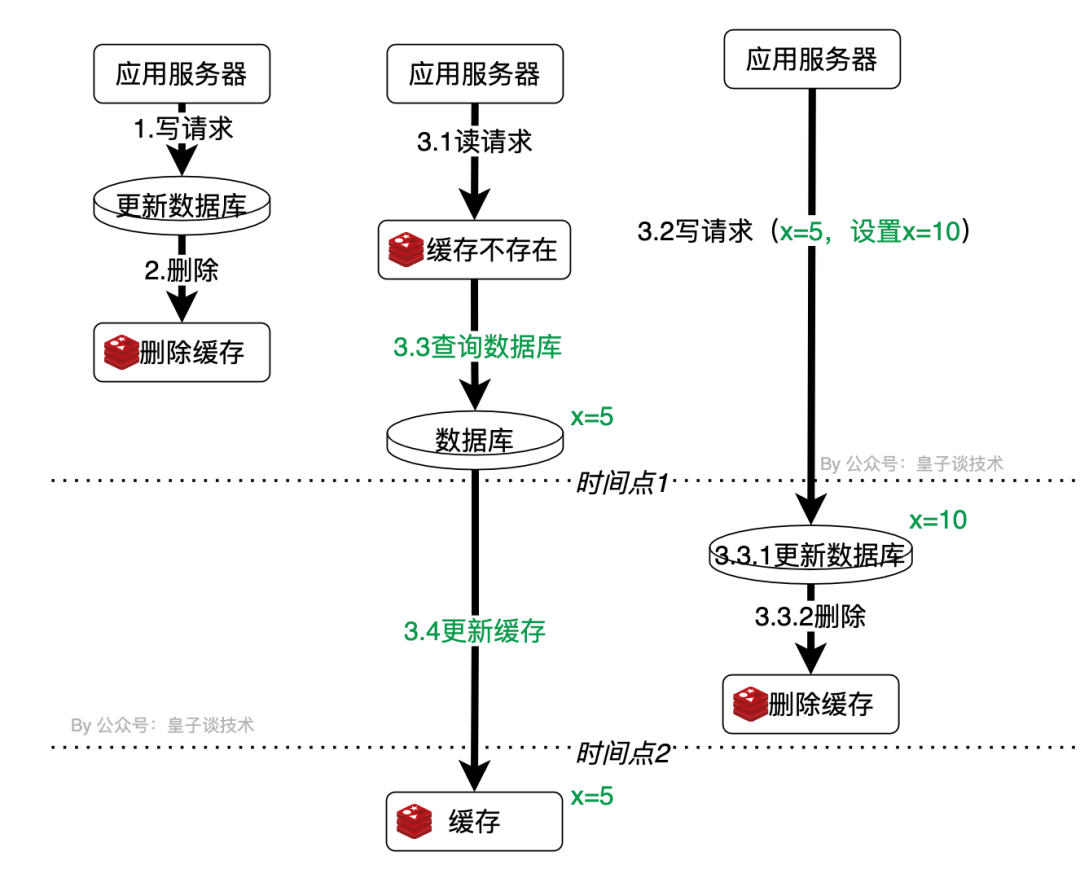 应用服务器
1.写请求
更新数据库
2.删除
删除缓存
应用服务器
3.1读请求
缓存不存在
3.3查询数据库
x=5
数据库
应用服务器
3.2写请求（x=5，设置x=10）
By 公众号：皇子谈技术
时间点1
x=10
3.3.1更新数据库
3.3.2删除
删除缓存
3.4更新缓存
By 公众号：皇子谈技术
时间点2
x=5
缓存